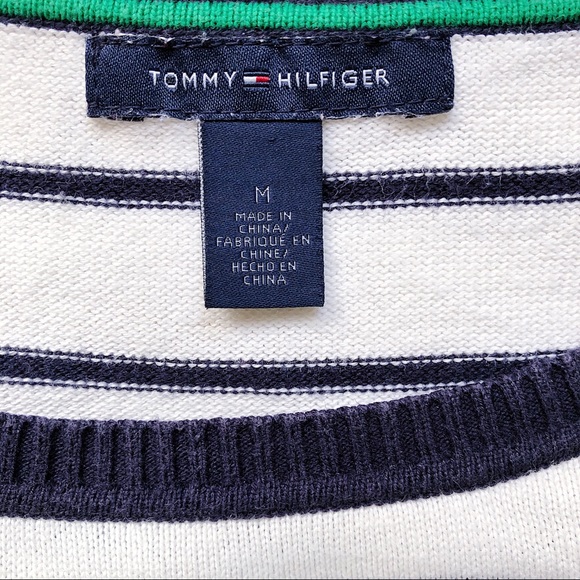 TOMMY HILFIGER
M
MADE IN
CHINA/
FABRIQUÉ EN
CHINE/
HECHO EN
CHINA